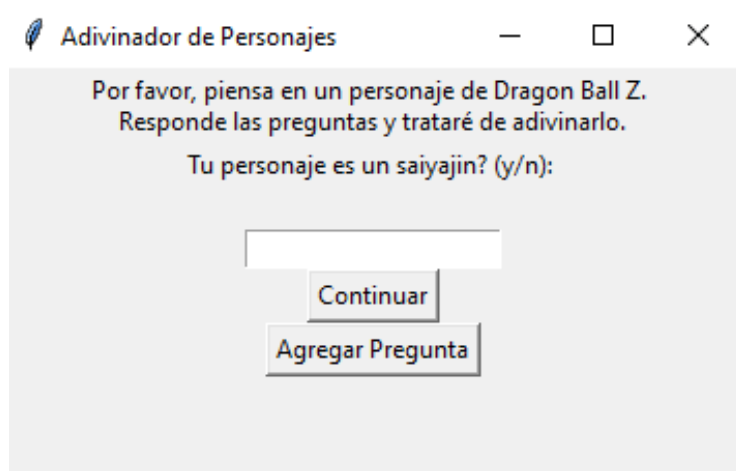 Adivinador de Personajes
Por favor, piensa en un personaje de Dragon Ball Z.
Responde las preguntas y trataré de adivinarlo.
Tu personaje es un saiyajin? (y/n):
Continuar
Agregar Pregunta